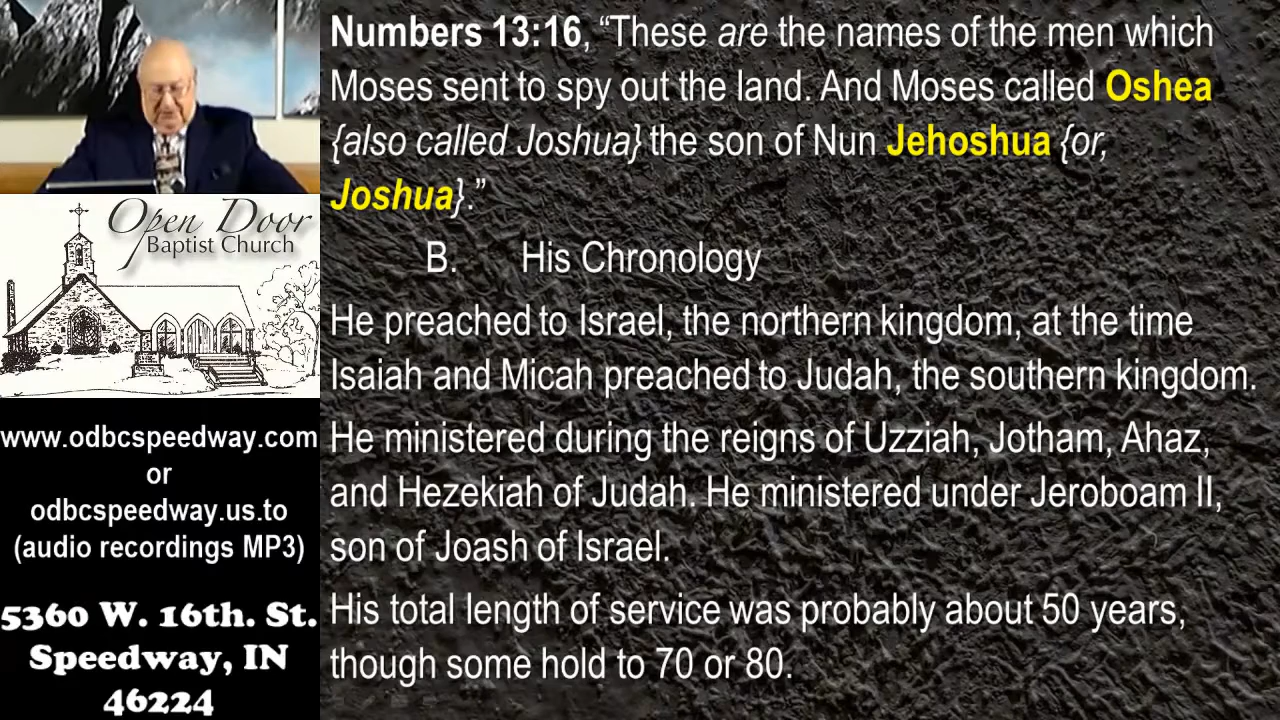 Numbers 13:16, “These are the names of the men which
Moses sent to spy out the land. And Moses called Oshea
{also called Joshua} the son of Nun Jehoshua {or,
Joshua}.”
B. His Chronology
He preached to Israel, the northern kingdom, at the time
Isaiah and Micah preached to Judah, the southern kingdom.
He ministered during the reigns of Uzziah, Jotham, Ahaz,
and Hezekiah of Judah. He ministered under Jeroboam II,
son of Joash of Israel.
His total length of service was probably about 50 years,
though some hold to 70 or 80.
Open Door
Baptist Church
www.odbcspeedway.com
or
odbcspeedway.us.to
(audio recordings MP3)
5360 W. 16th. St.
Speedway, IN
46224